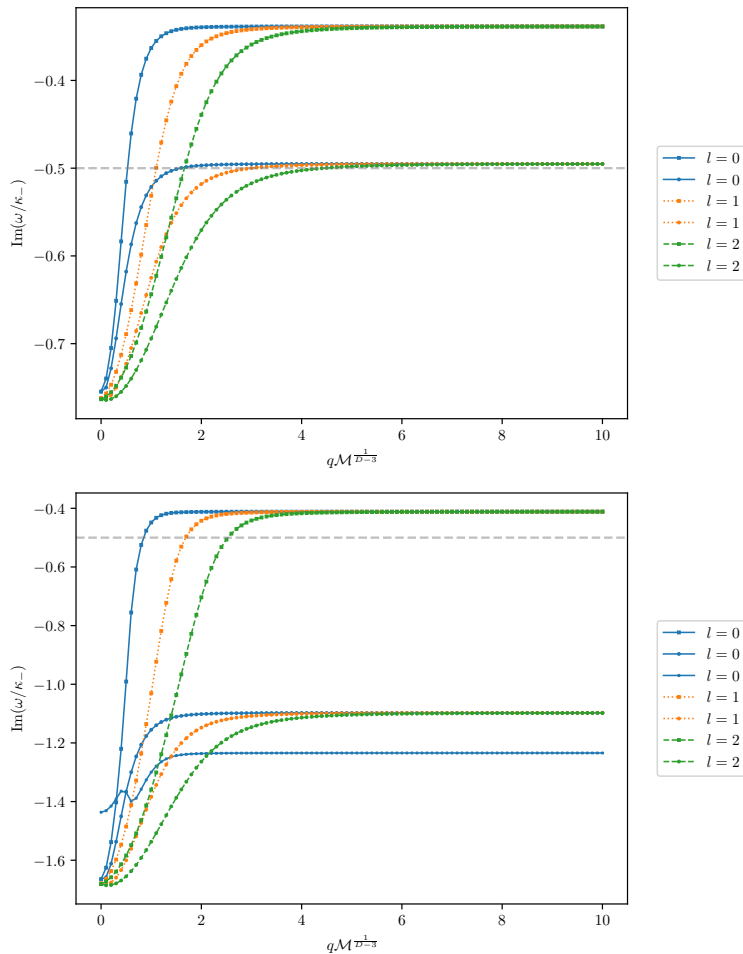 −0.4
−0.5
−0.6
−0.7
Im(ω/κ₋)
0
2
4
6
8
10
qℳ^{1/(D−3)}
l = 0
l = 0
l = 1
l = 1
l = 2
l = 2
−0.4
−0.6
−0.8
−1.0
−1.2
−1.4
−1.6
Im(ω/κ₋)
0
2
4
6
8
10
qℳ^{1/(D−3)}
l = 0
l = 0
l = 0
l = 1
l = 1
l = 2
l = 2